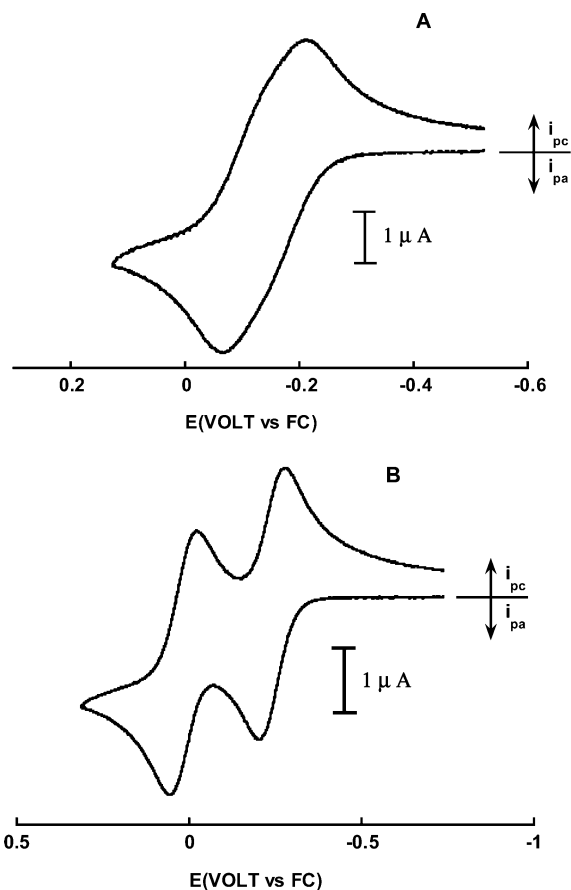 A
i pc
i pa
1 μ A
0.2 0 -0.2 -0.4 -0.6
E(VOLT vs FC)
B
i pc
i pa
1 μ A
0.5 0 -0.5 -1
E(VOLT vs FC)